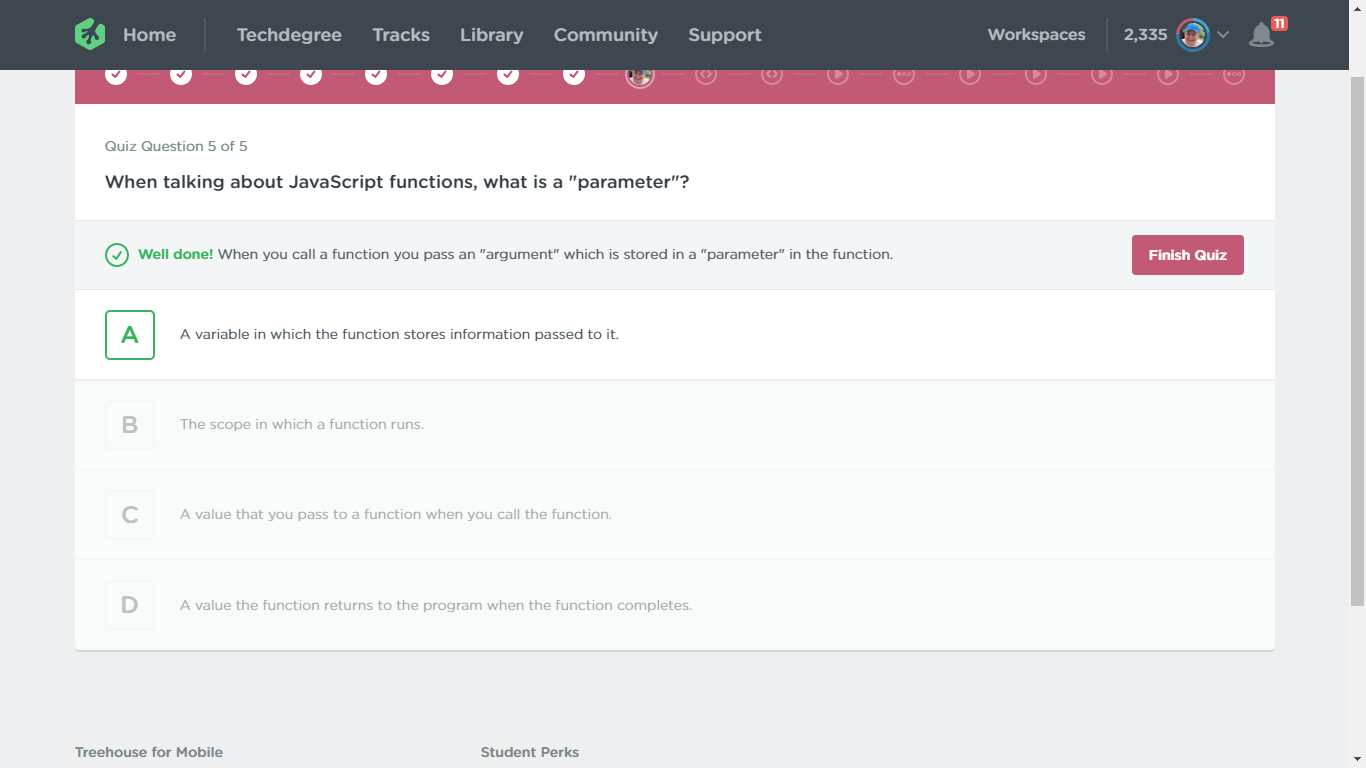 Home Techdegree Tracks Library Community Support Workspaces 2,335 11
Quiz Question 5 of 5
When talking about JavaScript functions, what is a "parameter"?
Well done! When you call a function you pass an "argument" which is stored in a "parameter" in the function. Finish Quiz
A A variable in which the function stores information passed to it.
B The scope in which a function runs.
C A value that you pass to a function when you call the function.
D A value the function returns to the program when the function completes.
Treehouse for Mobile Student Perks